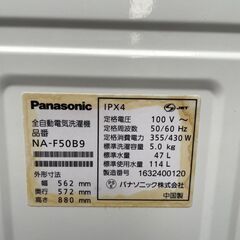 Panasonic
全自動電気洗濯機
品番
NA-F50B9
外形寸法
幅 562 mm
奥行 572 mm
高さ 880 mm
IPX4
JET
定格電圧 100 V～
定格周波数 50/60 Hz
定格消費電力 355/430 W
標準洗濯容量 5.0 kg
標準水量 47 L
標準使用水量 114 L
製造番号 1632400120
パナソニック株式会社
中国製